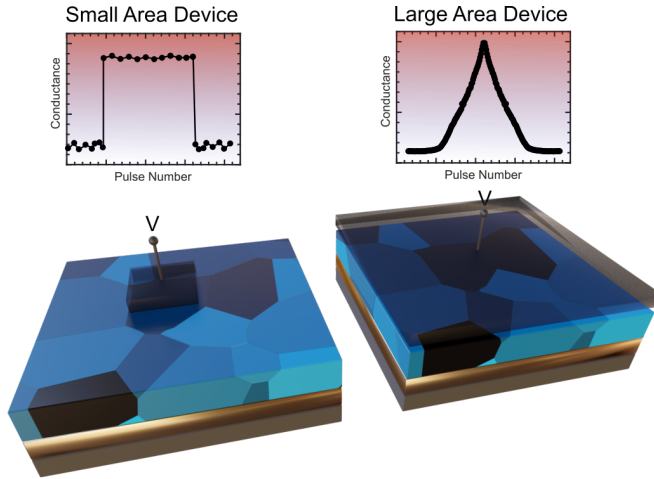 Small Area Device
Large Area Device
Conductance
Conductance
Pulse Number
Pulse Number
V
V